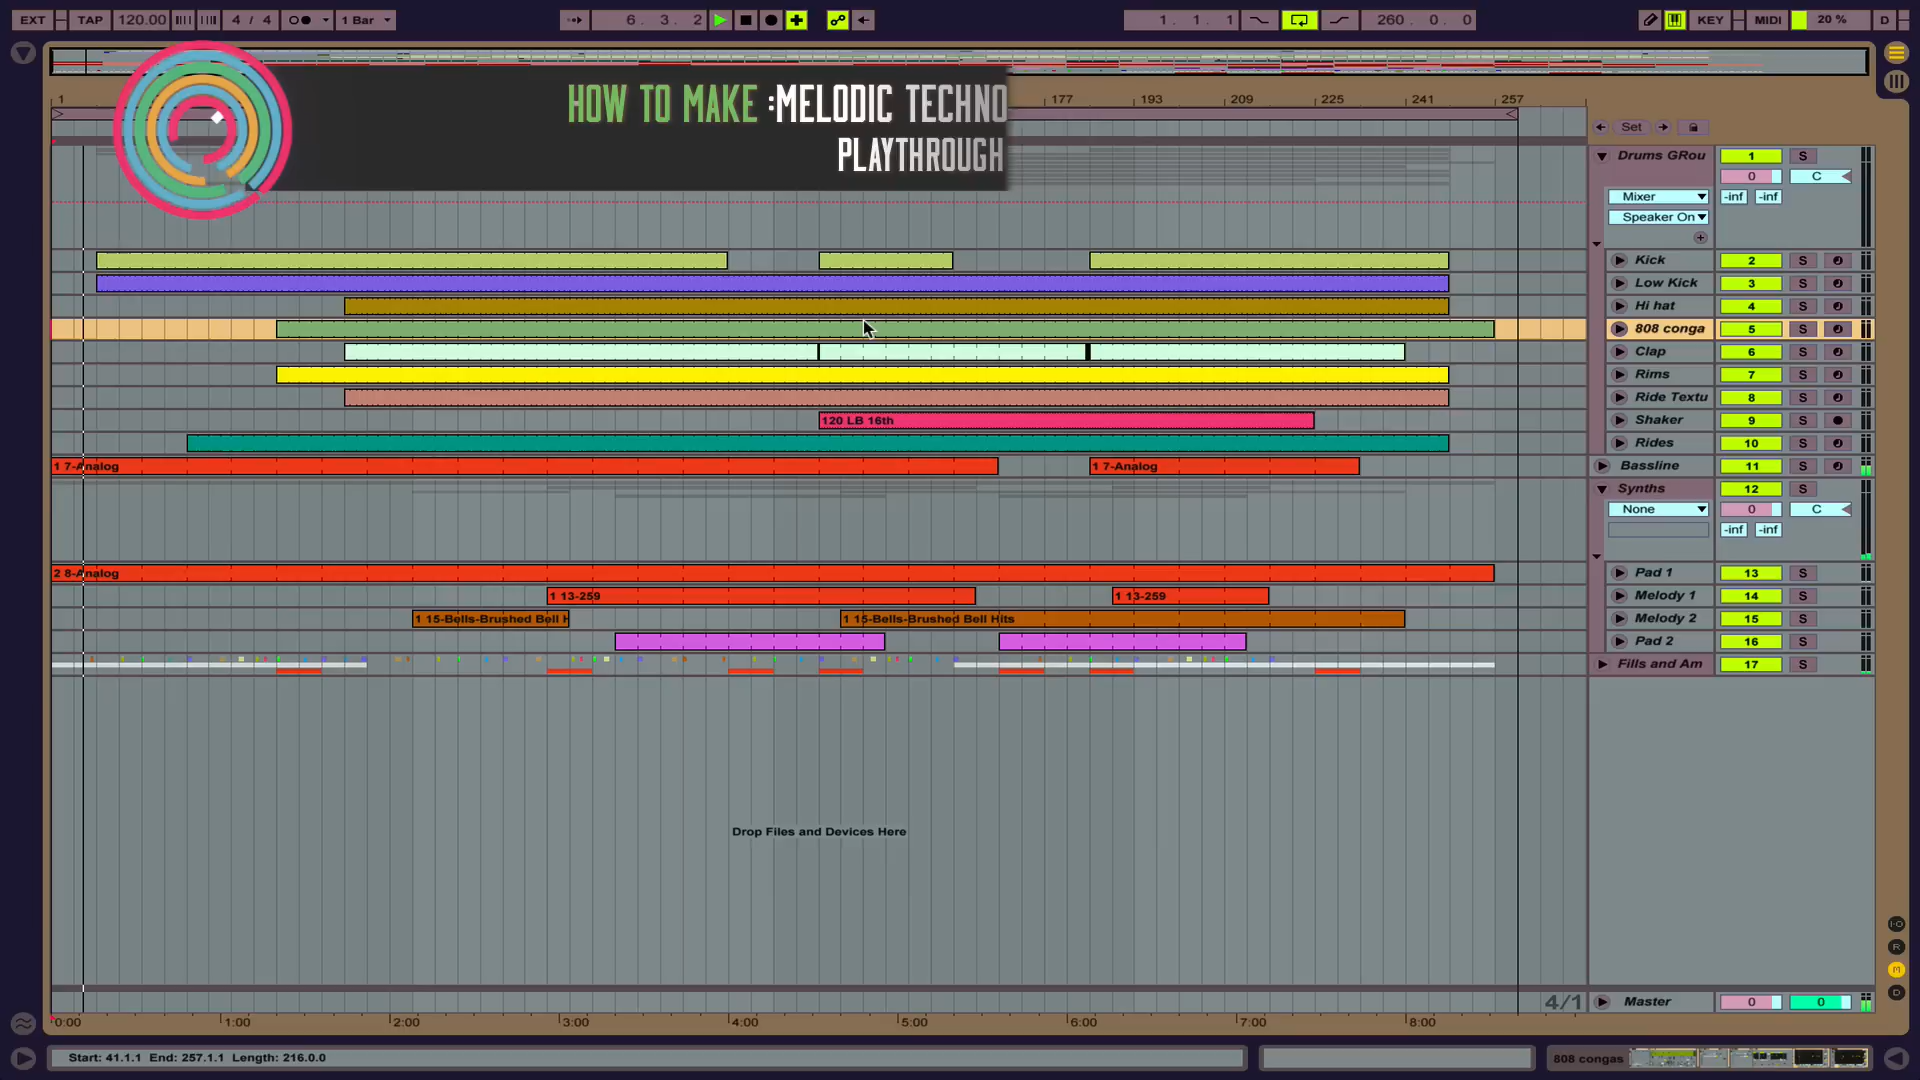 EXT TAP 120.00 4 / 4 1 Bar 6. 3. 2 1. 1. 1 260. 0. 0 KEY MIDI 20 % D
HOW TO MAKE :MELODIC TECHNO
PLAYTHROUGH
1 177 193 209 225 241 257
Set
Drums GRou 1 S
0 C
Mixer -inf -inf
Speaker On
Kick 2 S
Low Kick 3 S
Hi hat 4 S
808 conga 5 S
Clap 6 S
Rims 7 S
Ride Textu 8 S
120 LB 16th Shaker 9 S
Rides 10 S
1 7-Analog 1 7-Analog Bassline 11 S
Synths 12 S
None 0 C
-inf -inf
2 8-Analog Pad 1 13 S
1 13-259 1 13-259 Melody 1 14 S
1 15-Bells-Brushed Bell H 1 15-Bells-Brushed Bell Hits Melody 2 15 S
Pad 2 16 S
Fills and Am 17 S
Drop Files and Devices Here
I-O
R
M
D
4/1 Master 0 0
0:00 1:00 2:00 3:00 4:00 5:00 6:00 7:00 8:00
Start: 41.1.1 End: 257.1.1 Length: 216.0.0 808 congas